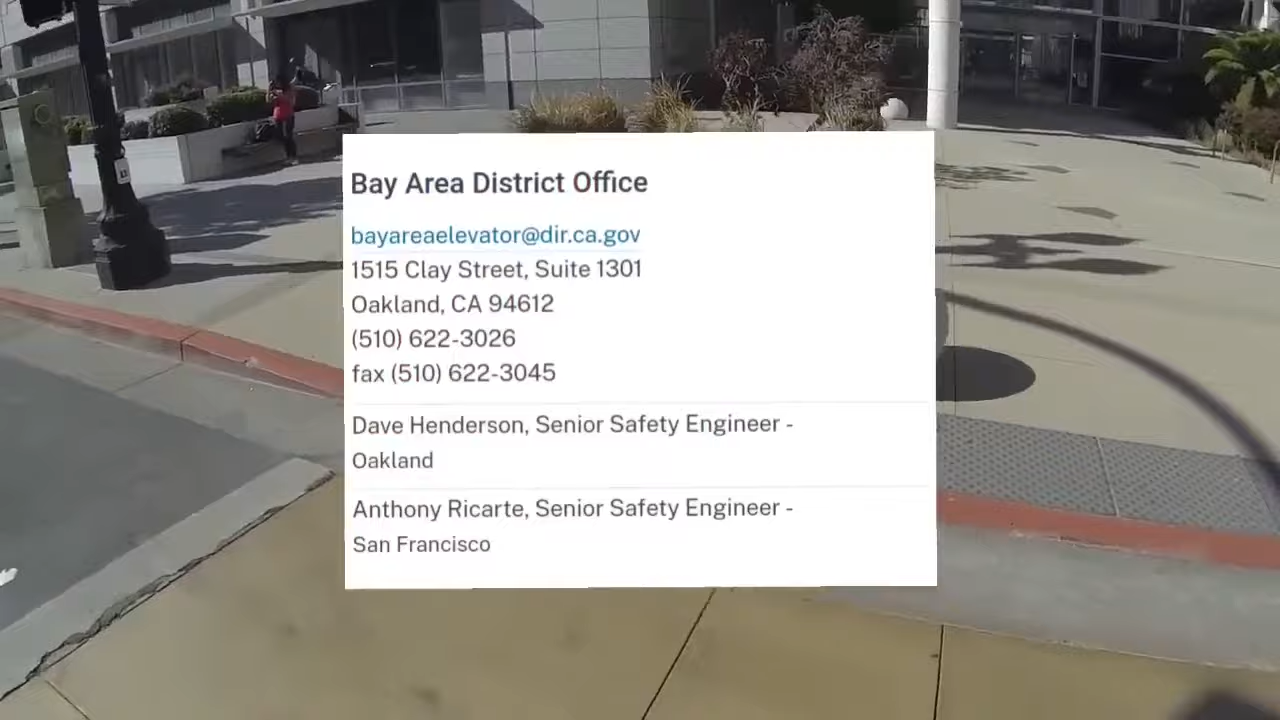 Bay Area District Office
bayareaelevator@dir.ca.gov
1515 Clay Street, Suite 1301
Oakland, CA 94612
(510) 622-3026
fax (510) 622-3045
Dave Henderson, Senior Safety Engineer -
Oakland
Anthony Ricarte, Senior Safety Engineer -
San Francisco